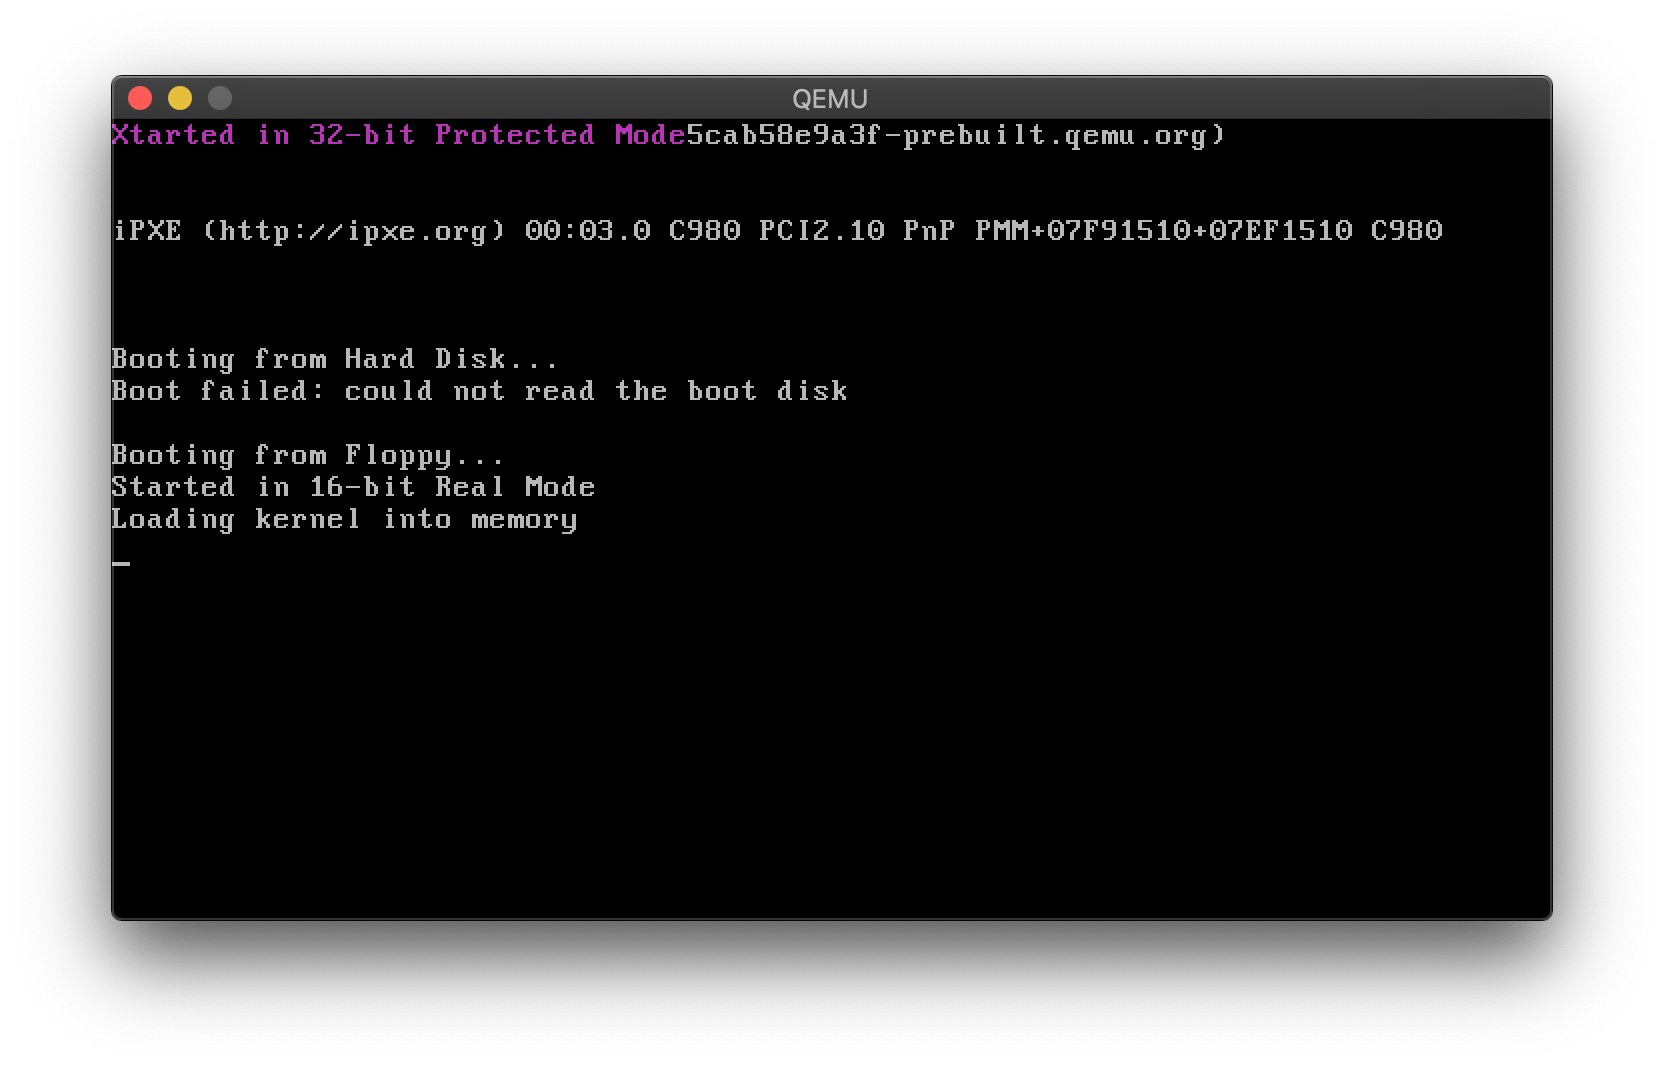 QEMU
Xtarted in 32-bit Protected Mode5cab58e9a3f-prebuilt.qemu.org)
iPXE (http://ipxe.org) 00:03.0 C980 PCI2.10 PnP PMM+07F91510+07EF1510 C980
Booting from Hard Disk...
Boot failed: could not read the boot disk
Booting from Floppy...
Started in 16-bit Real Mode
Loading kernel into memory
_